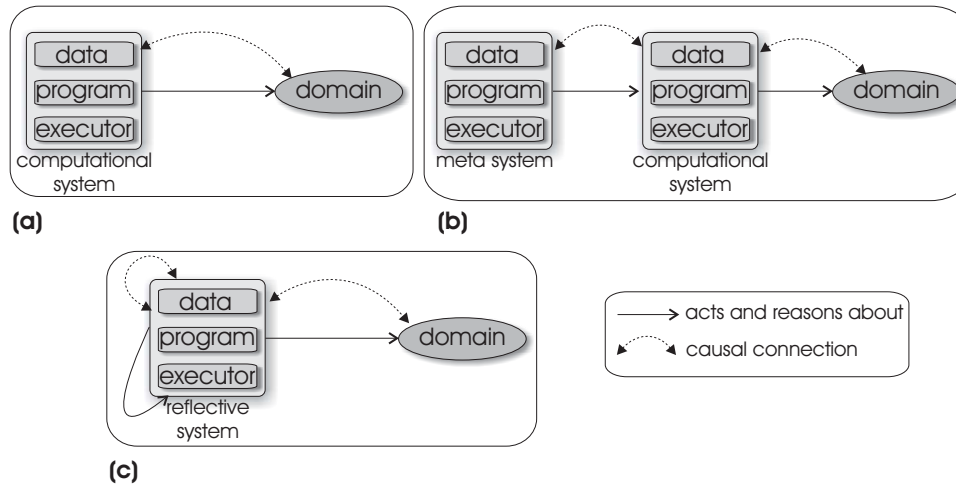 data
program
executor
computational
system
domain
(a)
data
program
executor
meta system
data
program
executor
computational
system
domain
(b)
data
program
executor
reflective
system
domain
(c)
acts and reasons about
causal connection